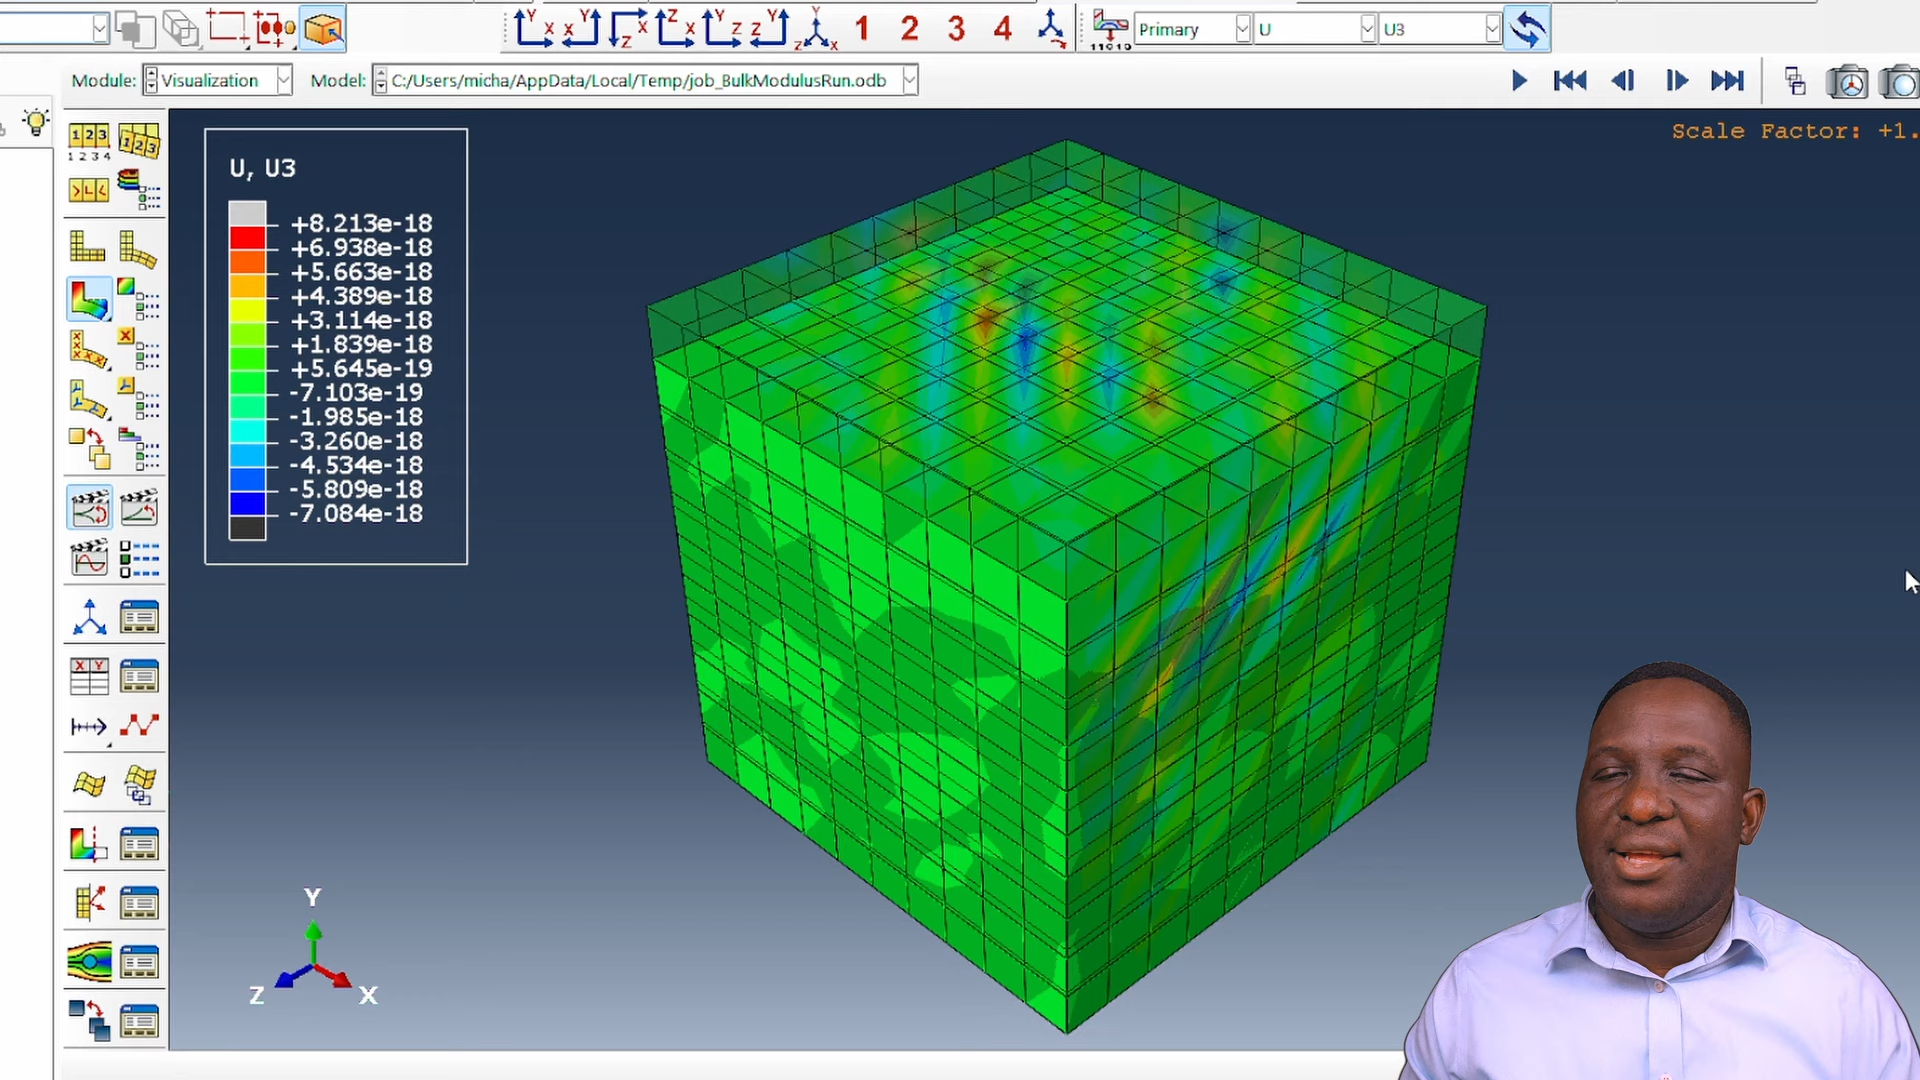 1 2 3 4
Primary U U3
Module: Visualization Model: C:/Users/micha/AppData/Local/Temp/job_BulkModulusRun.odb
Scale Factor: +1.
U, U3
+8.213e-18
+6.938e-18
+5.663e-18
+4.389e-18
+3.114e-18
+1.839e-18
+5.645e-19
-7.103e-19
-1.985e-18
-3.260e-18
-4.534e-18
-5.809e-18
-7.084e-18
Y
Z X